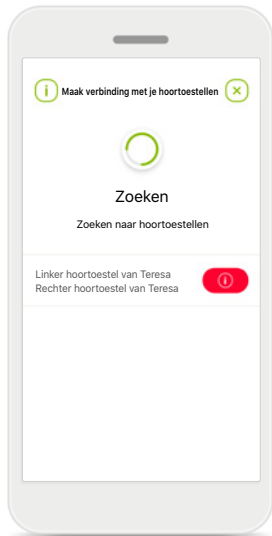 Maak verbinding met je hoortoestellen
Zoeken
Zoeken naar hoortoestellen
Linker hoortoestel van Teresa
Rechter hoortoestel van Teresa